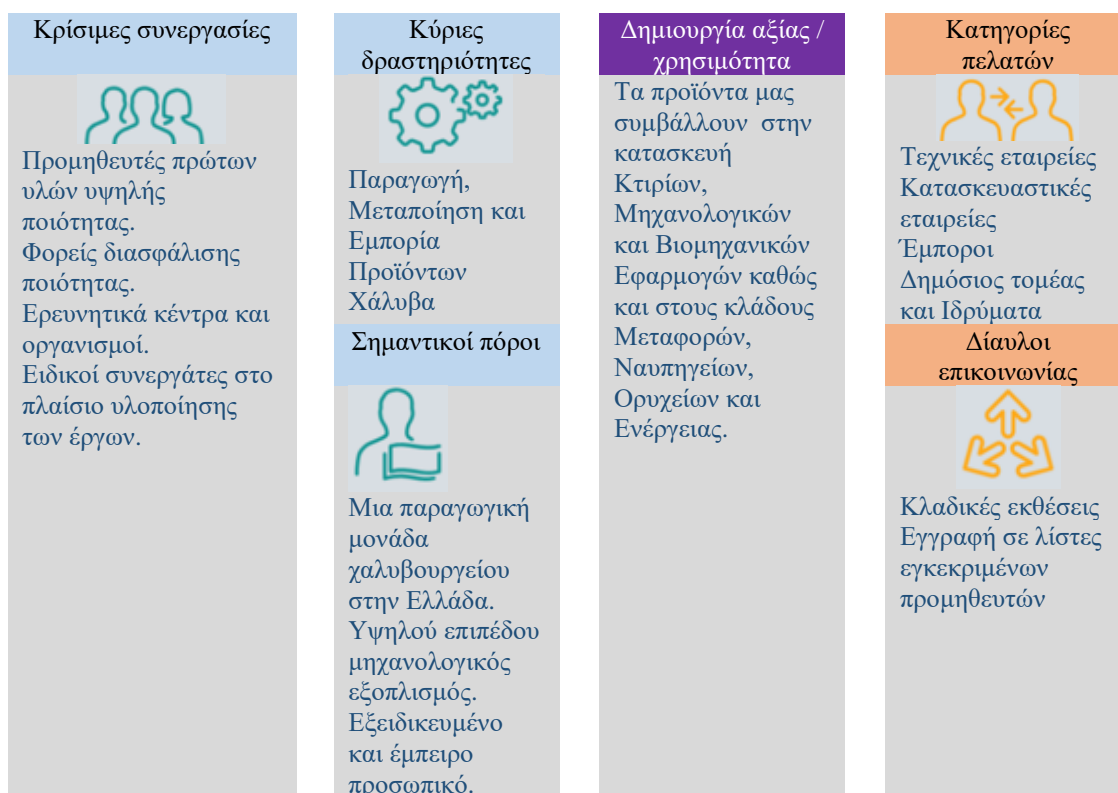 Κρίσιμες συνεργασίες
Προμηθευτές πρώτων
υλών υψηλής
ποιότητας.
Φορείς διασφάλισης
ποιότητας.
Ερευνητικά κέντρα και
οργανισμοί.
Ειδικοί συνεργάτες στο
πλαίσιο υλοποίησης
των έργων.
Κύριες
δραστηριότητες
Παραγωγή,
Μεταποίηση και
Εμπορία
Προϊόντων
Χάλυβα
Σημαντικοί πόροι
Μια παραγωγική
μονάδα
χαλυβουργείου
στην Ελλάδα.
Υψηλού επιπέδου
μηχανολογικός
εξοπλισμός.
Εξειδικευμένο
και έμπειρο
προσωπικό.
Δημιουργία αξίας /
χρησιμότητα
Τα προϊόντα μας
συμβάλλουν στην
κατασκευή
Κτιρίων,
Μηχανολογικών
και Βιομηχανικών
Εφαρμογών καθώς
και στους κλάδους
Μεταφορών,
Ναυπηγείων,
Ορυχείων και
Ενέργειας.
Κατηγορίες
πελατών
Τεχνικές εταιρείες
Κατασκευαστικές
εταιρείες
Έμποροι
Δημόσιος τομέας
και Ιδρύματα
Δίαυλοι
επικοινωνίας
Κλαδικές εκθέσεις
Εγγραφή σε λίστες
εγκεκριμένων
προμηθευτών